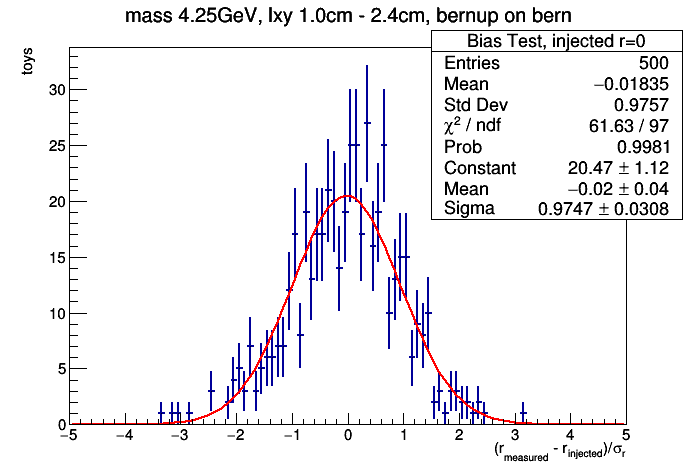 mass 4.25GeV, lxy 1.0cm - 2.4cm, bernup on bern
Bias Test, injected r=0
Entries 500
Mean −0.01835
Std Dev 0.9757
χ² / ndf 61.63 / 97
Prob 0.9981
Constant 20.47 ± 1.12
Mean −0.02 ± 0.04
Sigma 0.9747 ± 0.0308
toys
30
25
20
15
10
5
0
−5 −4 −3 −2 −1 0 1 2 3 4 5
(r_measured - r_injected)/σ_r